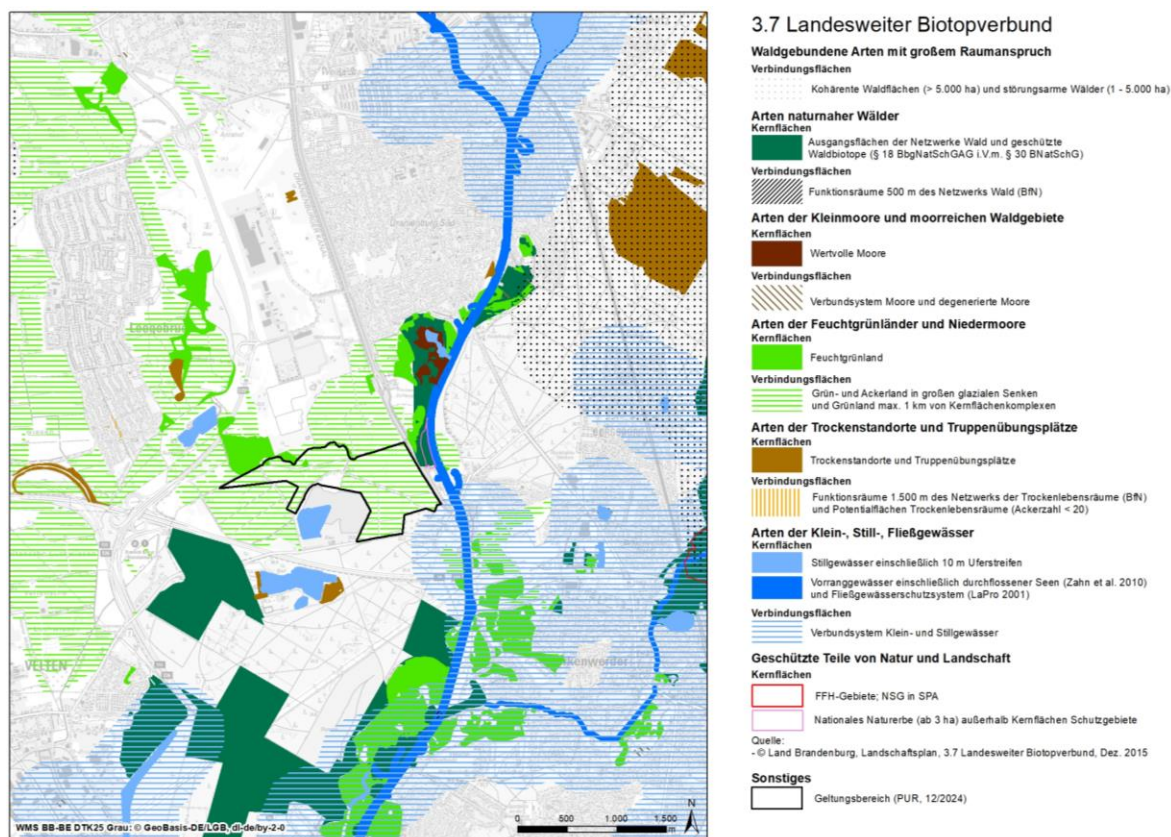 3.7 Landesweiter Biotopverbund
Waldgebundene Arten mit großem Raumanspruch
Verbindungsflächen
Kohärente Waldflächen (> 5.000 ha) und störungsarme Wälder (1 - 5.000 ha)
Arten naturnaher Wälder
Kernflächen
Ausgangsflächen der Netzwerke Wald und geschützte
Waldbiotope (§ 18 BbgNatSchGAG i.V.m. § 30 BNatSchG)
Verbindungsflächen
Funktionsräume 500 m des Netzwerks Wald (BfN)
Arten der Kleinmoore und moorreichen Waldgebiete
Kernflächen
Wertvolle Moore
Verbindungsflächen
Verbundsystem Moore und degenerierte Moore
Arten der Feuchtgrünländer und Niedermoore
Kernflächen
Feuchtgrünland
Verbindungsflächen
Grün- und Ackerland in großen glazialen Senken
und Grünland max. 1 km von Kernflächenkomplexen
Arten der Trockenstandorte und Truppenübungsplätze
Kernflächen
Trockenstandorte und Truppenübungsplätze
Verbindungsflächen
Funktionsräume 1.500 m des Netzwerks der Trockenlebensräume (BfN)
und Potentialflächen Trockenlebensräume (Ackerzahl < 20)
Arten der Klein-, Still-, Fließgewässer
Kernflächen
Stillgewässer einschließlich 10 m Uferstreifen
Vorranggewässer einschließlich durchflossener Seen (Zahn et al. 2010)
und Fließgewässerschutzsystem (LaPro 2001)
Verbindungsflächen
Verbundsystem Klein- und Stillgewässer
Geschützte Teile von Natur und Landschaft
Kernflächen
FFH-Gebiete; NSG in SPA
Nationales Naturerbe (ab 3 ha) außerhalb Kernflächen Schutzgebiete
Quelle:
- © Land Brandenburg, Landschaftsplan, 3.7 Landesweiter Biotopverbund, Dez. 2015
Sonstiges
Geltungsbereich (PUR, 12/2024)
VELTEN
N
0 500 1.000 1.500
m
WMS BB-BE DTK25 Grau: © GeoBasis-DE/LGB, dl-de/by-2-0